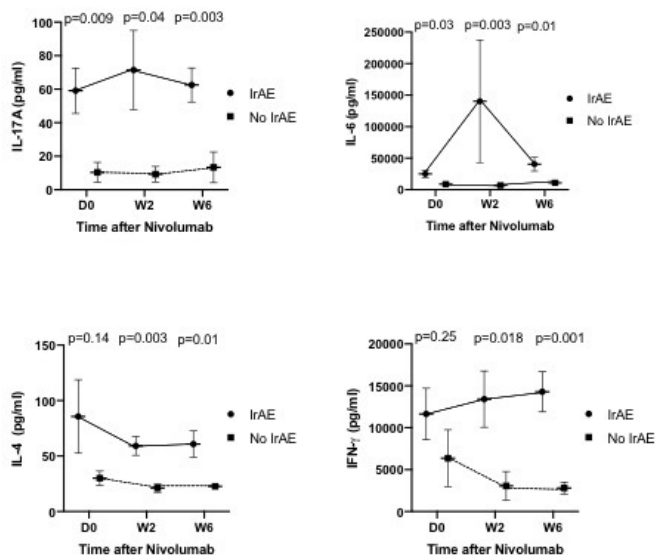 p=0.009 p=0.04 p=0.003
100
80
60
40
20
0
IL-17A (pg/ml)
D0 W2 W6
Time after Nivolumab
IrAE
No IrAE
p=0.03 p=0.003 p=0.01
250000
200000
150000
100000
50000
0
IL-6 (pg/ml)
D0 W2 W6
Time after Nivolumab
IrAE
No IrAE
p=0.14 p=0.003 p=0.01
150
100
50
0
IL-4 (pg/ml)
D0 W2 W6
Time after Nivolumab
IrAE
No IrAE
p=0.25 p=0.018 p=0.001
20000
15000
10000
5000
0
IFN-γ (pg/ml)
D0 W2 W6
Time after Nivolumab
IrAE
No IrAE